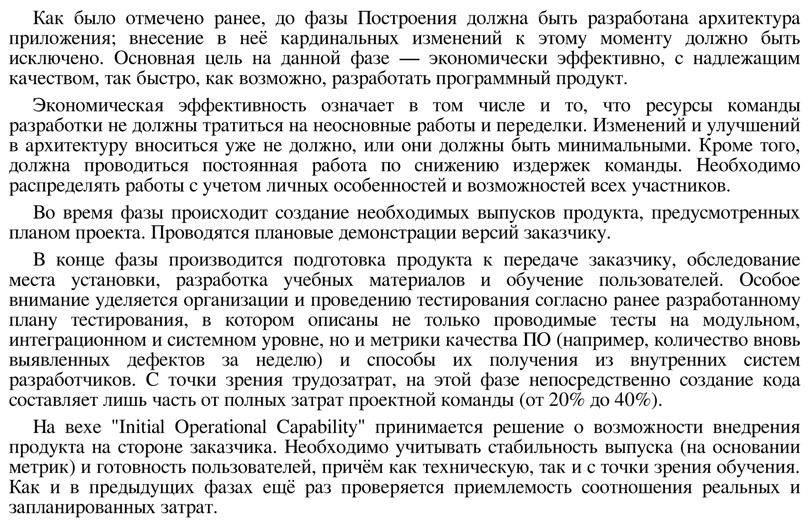 Как было отмечено ранее, до фазы Построения должна быть разработана архитектура
приложения; внесение в неё кардинальных изменений к этому моменту должно быть
исключено. Основная цель на данной фазе — экономически эффективно, с надлежащим
качеством, так быстро, как возможно, разработать программный продукт.
Экономическая эффективность означает в том числе и то, что ресурсы команды
разработки не должны тратиться на неосновные работы и переделки. Изменений и улучшений
в архитектуру вноситься уже не должно, или они должны быть минимальными. Кроме того,
должна проводиться постоянная работа по снижению издержек команды. Необходимо
распределять работы с учетом личных особенностей и возможностей всех участников.
Во время фазы происходит создание необходимых выпусков продукта, предусмотренных
планом проекта. Проводятся плановые демонстрации версий заказчику.
В конце фазы производится подготовка продукта к передаче заказчику, обследование
места установки, разработка учебных материалов и обучение пользователей. Особое
внимание уделяется организации и проведению тестирования согласно ранее разработанному
плану тестирования, в котором описаны не только проводимые тесты на модульном,
интеграционном и системном уровне, но и метрики качества ПО (например, количество вновь
выявленных дефектов за неделю) и способы их получения из внутренних систем
разработчиков. С точки зрения трудозатрат, на этой фазе непосредственно создание кода
составляет лишь часть от полных затрат проектной команды (от 20% до 40%).
На вехе "Initial Operational Capability" принимается решение о возможности внедрения
продукта на стороне заказчика. Необходимо учитывать стабильность выпуска (на основании
метрик) и готовность пользователей, причём как техническую, так и с точки зрения обучения.
Как и в предыдущих фазах ещё раз проверяется приемлемость соотношения реальных и
запланированных затрат.